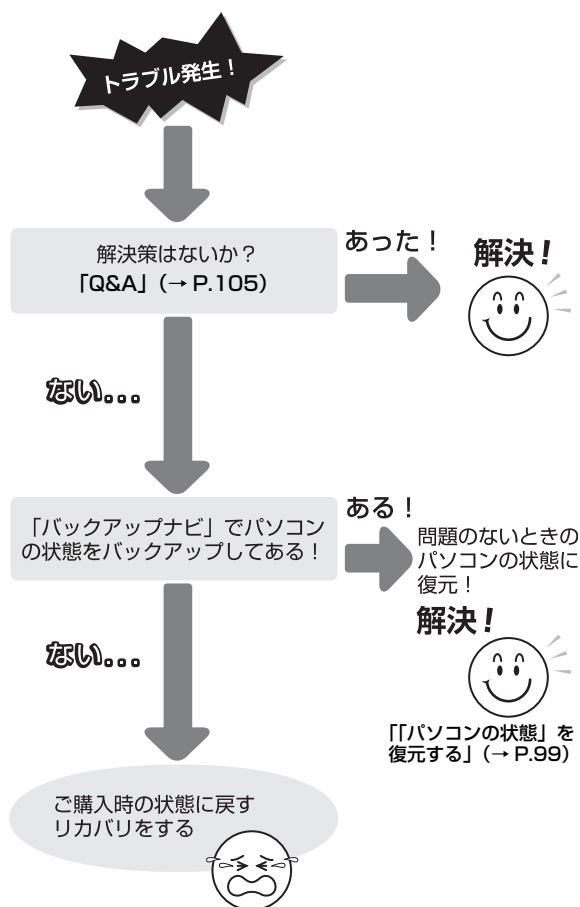 トラブル発生！
解決策はないか？
「Q&A」（→ P.105）
あった！
解決！
ない...
「バックアップナビ」でパソコン
の状態をバックアップしてある！
ある！
問題のないときの
パソコンの状態に
復元！
解決！
「「パソコンの状態」を
復元する」（→ P.99）
ない...
ご購入時の状態に戻す
リカバリをする